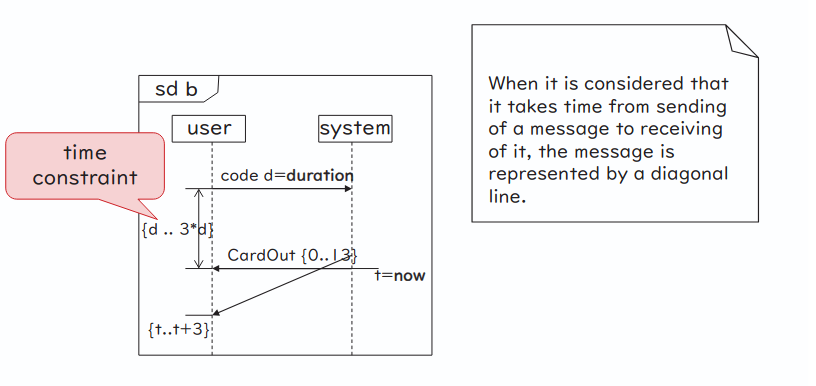 sd b
user
system
time
constraint
code d=duration
{d .. 3*d}
CardOut {0..13}
t=now
{t..t+3}
When it is considered that
it takes time from sending
of a message to receiving
of it, the message is
represented by a diagonal
line.